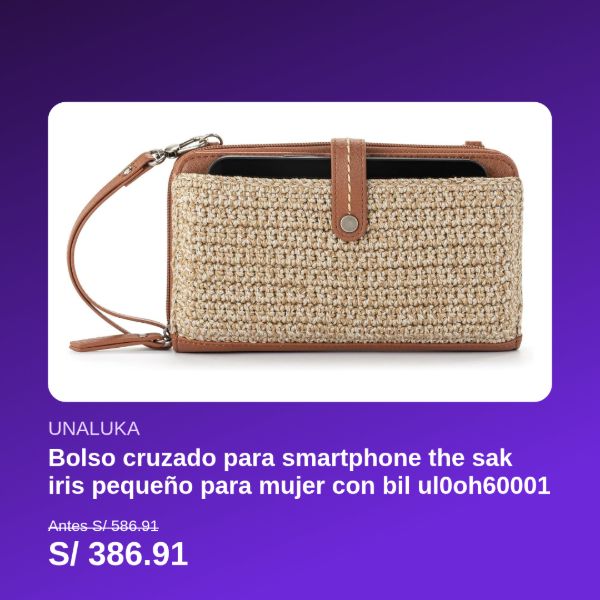 UNALUKA
Bolso cruzado para smartphone the sak
iris pequeño para mujer con bil ul0oh60001
Antes S/ 586.91
S/ 386.91